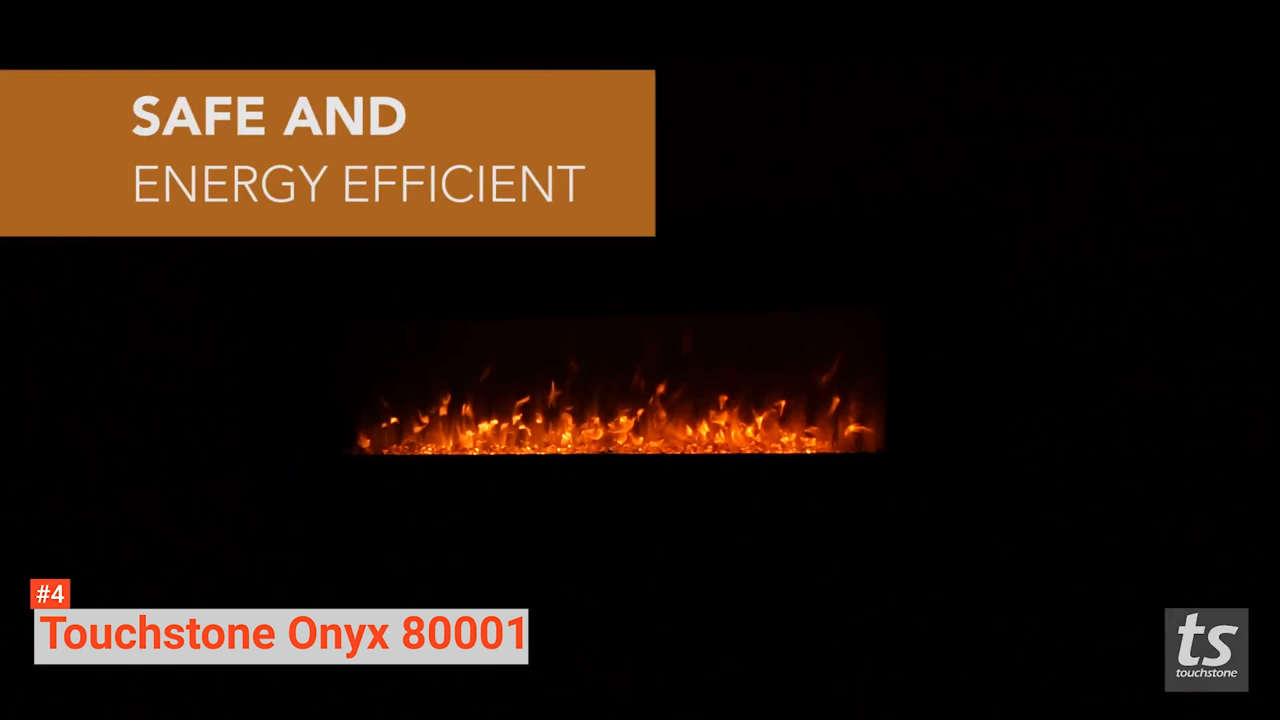 SAFE AND
ENERGY EFFICIENT
#4
Touchstone Onyx 80001
ts
touchstone